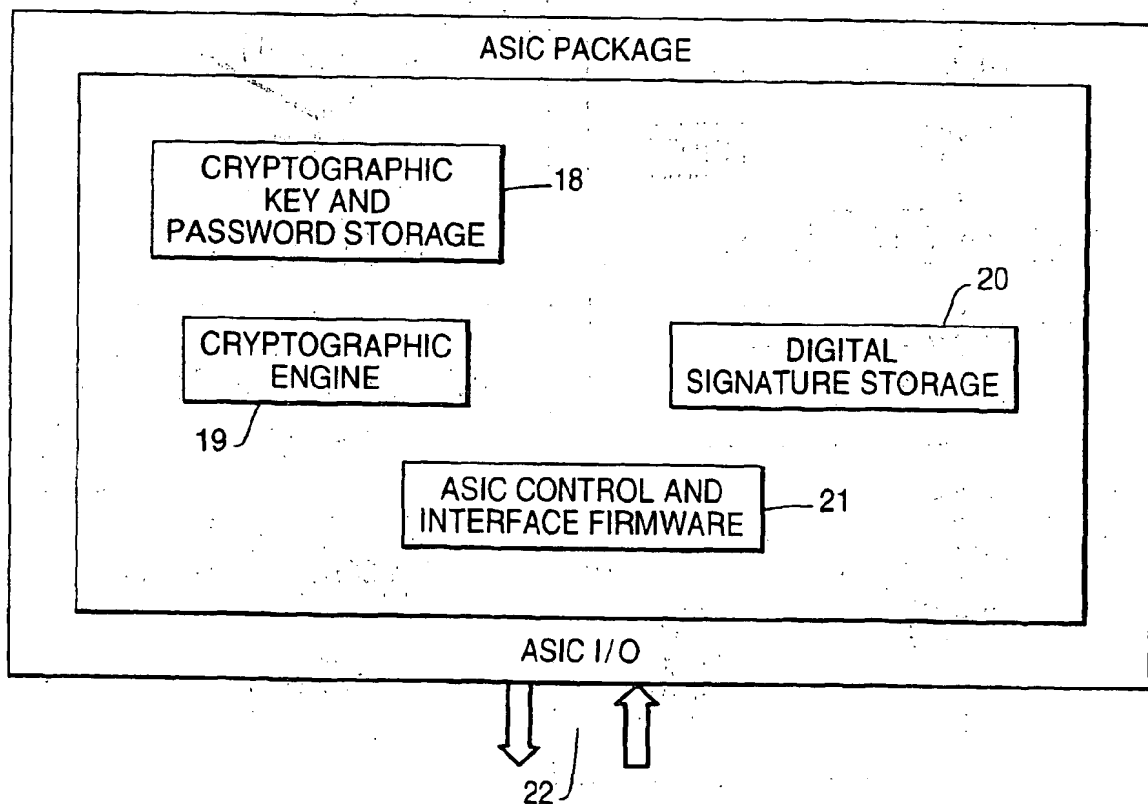 ASIC PACKAGE
CRYPTOGRAPHIC
KEY AND
PASSWORD STORAGE
18
20
CRYPTOGRAPHIC
ENGINE
DIGITAL
SIGNATURE STORAGE
19
ASIC CONTROL AND
INTERFACE FIRMWARE
21
ASIC I/O
22